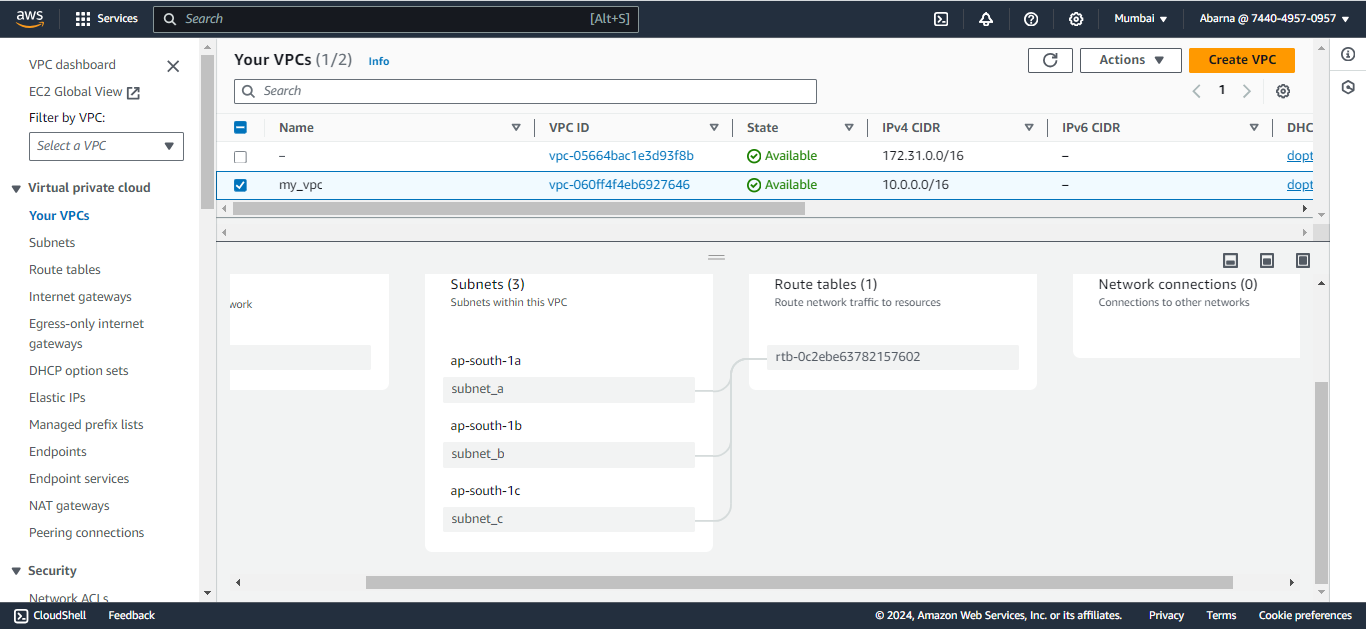 aws Services Search [Alt+S] Mumbai ▼ Abarna @ 7440-4957-0957 ▼
VPC dashboard
EC2 Global View
Filter by VPC:
Select a VPC
Virtual private cloud
Your VPCs
Subnets
Route tables
Internet gateways
Egress-only internet
gateways
DHCP option sets
Elastic IPs
Managed prefix lists
Endpoints
Endpoint services
NAT gateways
Peering connections
Security
Network ACLs
Your VPCs (1/2) Info
Actions ▼ Create VPC
Search
1
Name VPC ID State IPv4 CIDR IPv6 CIDR DHC
– vpc-05664bac1e3d93f8b Available 172.31.0.0/16 – dopt
my_vpc vpc-060ff4f4eb6927646 Available 10.0.0.0/16 – dopt
work
Subnets (3)
Subnets within this VPC
ap-south-1a
subnet_a
ap-south-1b
subnet_b
ap-south-1c
subnet_c
Route tables (1)
Route network traffic to resources
rtb-0c2ebe63782157602
Network connections (0)
Connections to other networks
CloudShell Feedback © 2024, Amazon Web Services, Inc. or its affiliates. Privacy Terms Cookie preferences